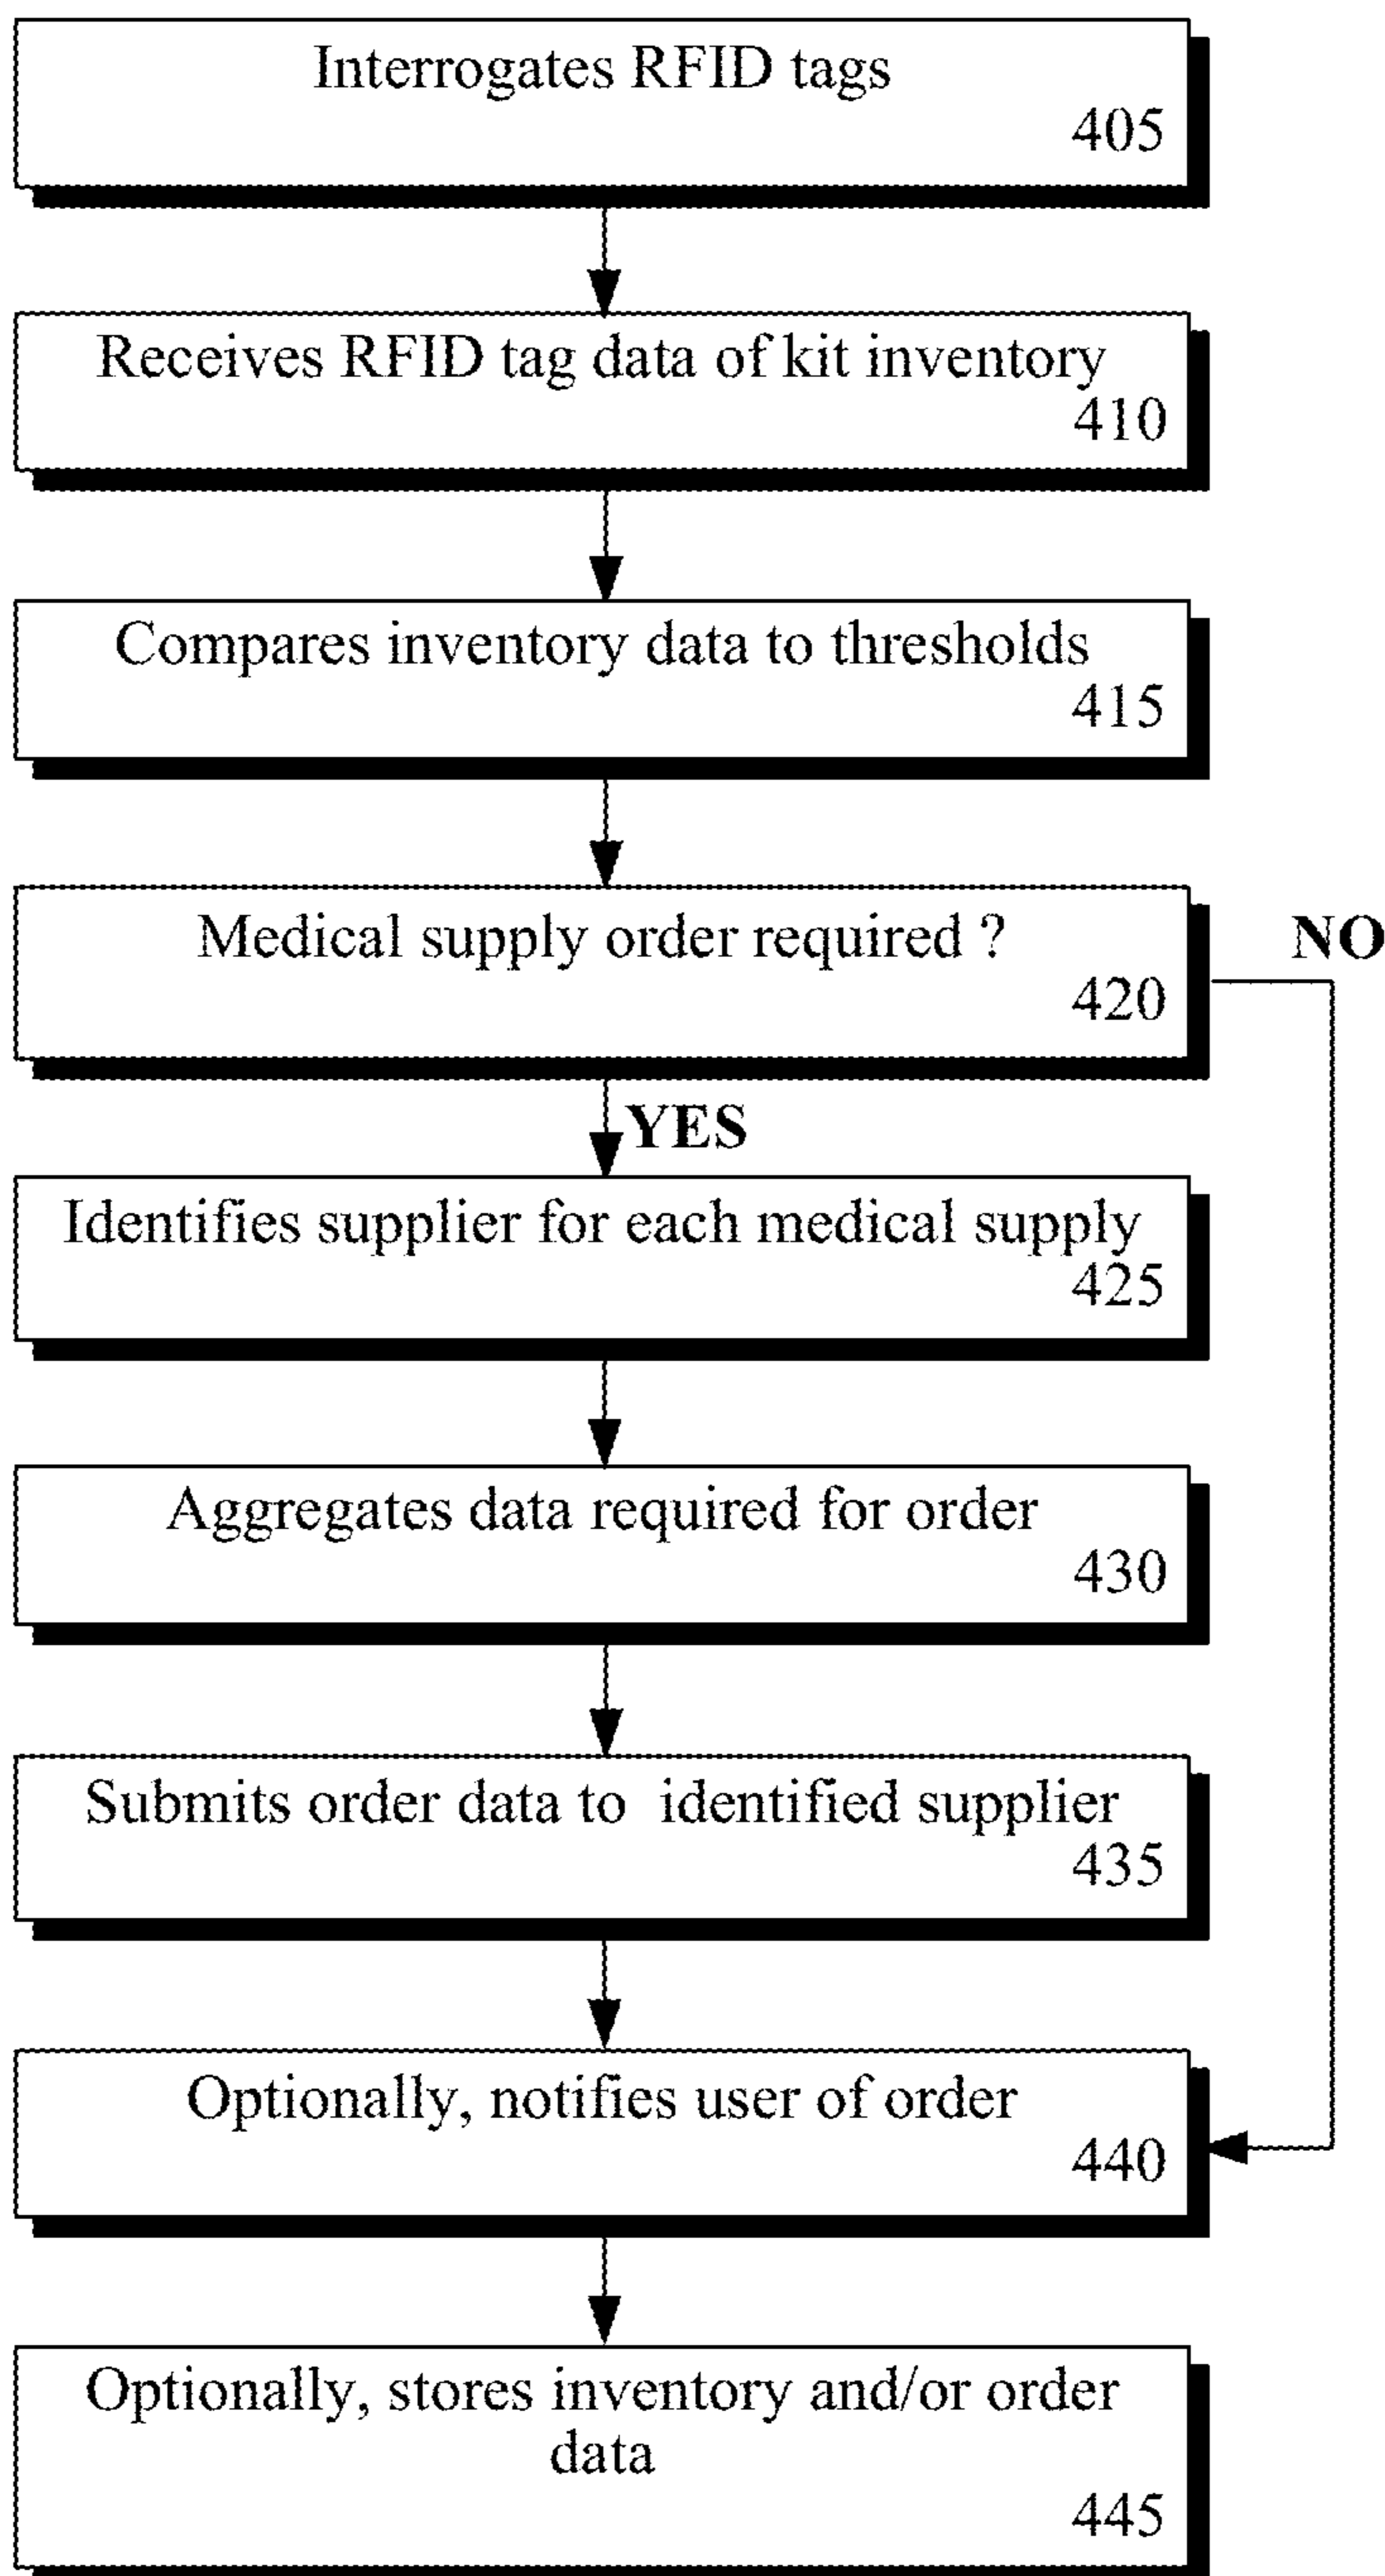 Interrogates RFID tags
405
Receives RFID tag data of kit inventory
410
Compares inventory data to thresholds
415
Medical supply order required ?
420
NO
YES
Identifies supplier for each medical supply
425
Aggregates data required for order
430
Submits order data to  identified supplier
435
Optionally, notifies user of order
440
Optionally, stores inventory and/or order
data
445